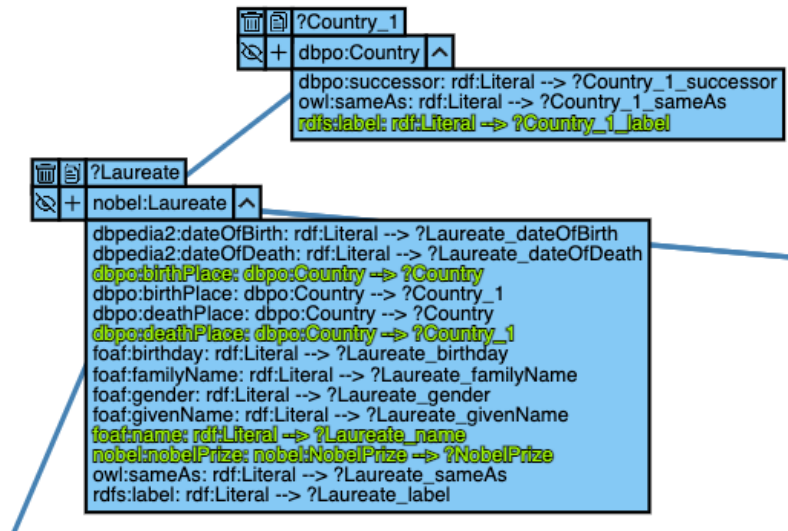 ?Country_1
+ dbpo:Country
dbpo:successor: rdf:Literal --> ?Country_1_successor
owl:sameAs: rdf:Literal --> ?Country_1_sameAs
rdfs:label: rdf:Literal --> ?Country_1_label
?Laureate
+ nobel:Laureate
dbpedia2:dateOfBirth: rdf:Literal --> ?Laureate_dateOfBirth
dbpedia2:dateOfDeath: rdf:Literal --> ?Laureate_dateOfDeath
dbpo:birthPlace: dbpo:Country --> ?Country
dbpo:birthPlace: dbpo:Country --> ?Country_1
dbpo:deathPlace: dbpo:Country --> ?Country
dbpo:deathPlace: dbpo:Country --> ?Country_1
foaf:birthday: rdf:Literal --> ?Laureate_birthday
foaf:familyName: rdf:Literal --> ?Laureate_familyName
foaf:gender: rdf:Literal --> ?Laureate_gender
foaf:givenName: rdf:Literal --> ?Laureate_givenName
foaf:name: rdf:Literal --> ?Laureate_name
nobel:nobelPrize: nobel:NobelPrize --> ?NobelPrize
owl:sameAs: rdf:Literal --> ?Laureate_sameAs
rdfs:label: rdf:Literal --> ?Laureate_label